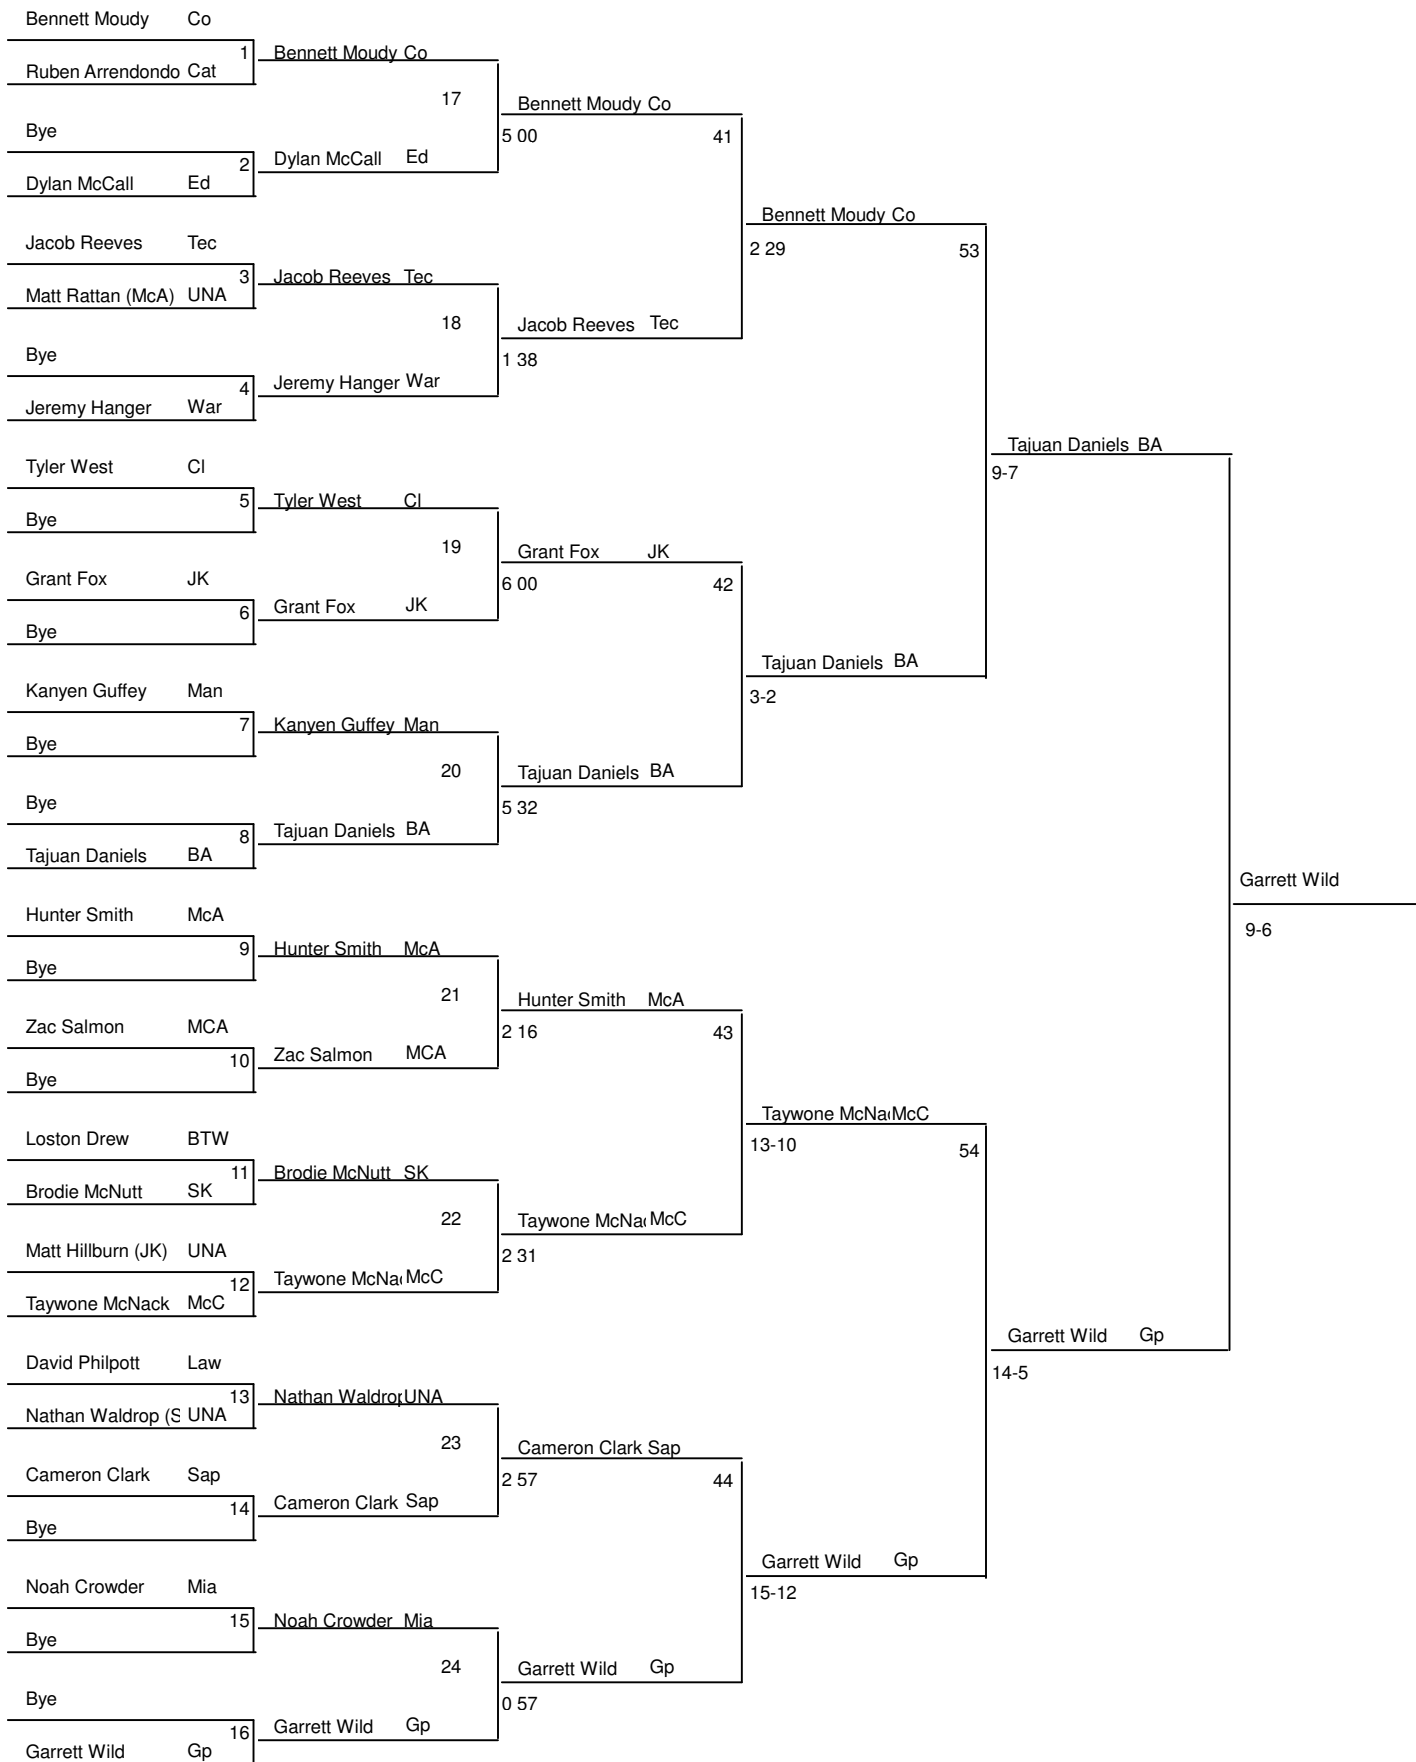 Bennett Moudy Co
1 Bennett Moudy Co
Ruben Arrendondo Cat
17 Bennett Moudy Co
Bye
5 00 41
2 Dylan McCall Ed
Dylan McCall Ed
Bennett Moudy Co
Jacob Reeves Tec
2 29 53
3 Jacob Reeves Tec
Matt Rattan (McA) UNA
18 Jacob Reeves Tec
Bye
1 38
4 Jeremy Hanger War
Jeremy Hanger War
Tajuan Daniels BA
Tyler West Cl
9-7
5 Tyler West Cl
Bye
19 Grant Fox JK
Grant Fox JK
6 00 42
6 Grant Fox JK
Bye
Tajuan Daniels BA
Kanyen Guffey Man
3-2
7 Kanyen Guffey Man
Bye
20 Tajuan Daniels BA
Bye
5 32
8 Tajuan Daniels BA
Tajuan Daniels BA
Garrett Wild
Hunter Smith McA
9-6
9 Hunter Smith McA
Bye
21 Hunter Smith McA
Zac Salmon MCA
2 16 43
10 Zac Salmon MCA
Bye
Taywone McNa McC
Loston Drew BTW
13-10 54
11 Brodie McNutt SK
Brodie McNutt SK
22 Taywone McNa McC
Matt Hillburn (JK) UNA
2 31
12 Taywone McNa McC
Taywone McNack McC
Garrett Wild Gp
David Philpott Law
14-5
13 Nathan Waldrop UNA
Nathan Waldrop (S UNA
23 Cameron Clark Sap
Cameron Clark Sap
2 57 44
14 Cameron Clark Sap
Bye
Garrett Wild Gp
Noah Crowder Mia
15-12
15 Noah Crowder Mia
Bye
24 Garrett Wild Gp
Bye
0 57
16 Garrett Wild Gp
Garrett Wild Gp